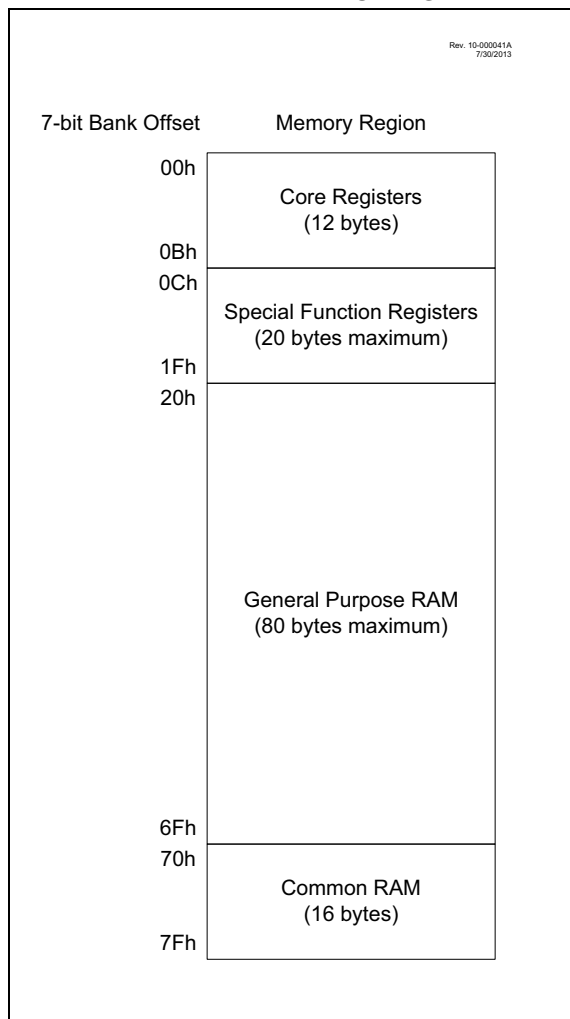 Rev. 10-000041A
7/30/2013
7-bit Bank Offset Memory Region
00h
Core Registers
(12 bytes)
0Bh
0Ch
Special Function Registers
(20 bytes maximum)
1Fh
20h
General Purpose RAM
(80 bytes maximum)
6Fh
70h
Common RAM
(16 bytes)
7Fh